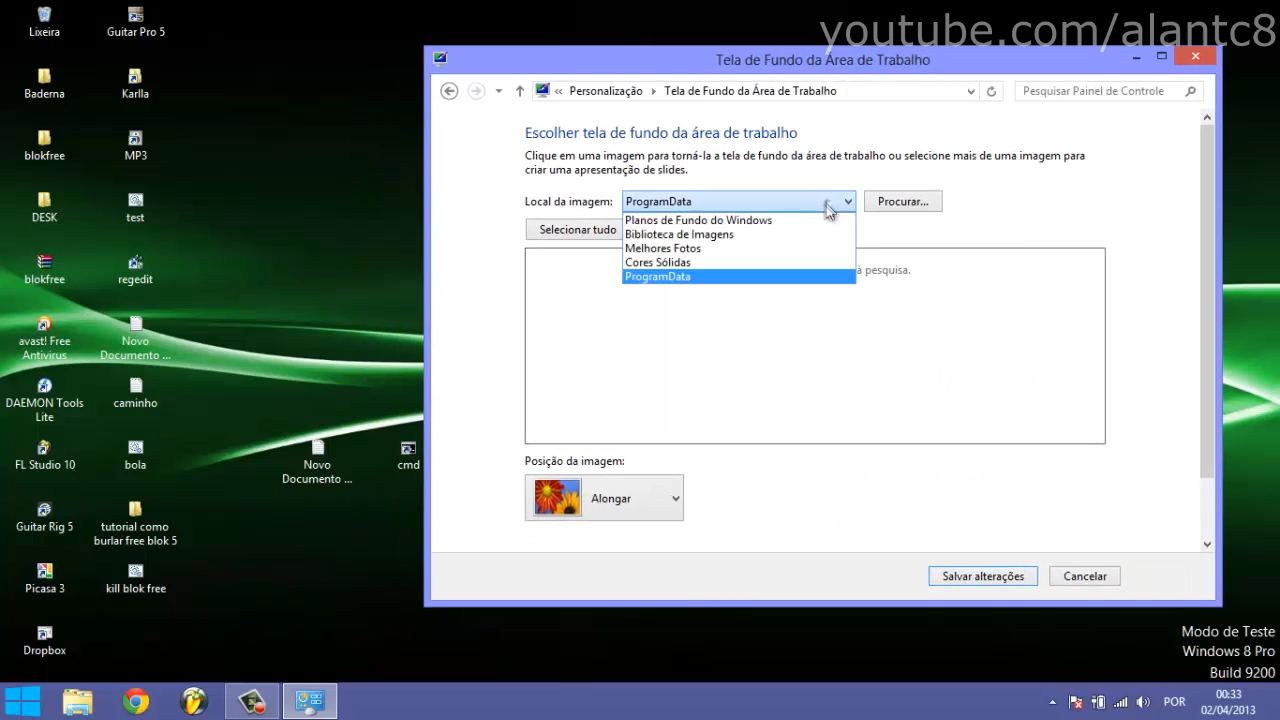 youtube.com/alantc8
Lixeira
Guitar Pro 5
Baderna
Karlla
blokfree
MP3
DESK
test
blokfree
regedit
avast! Free
Antivirus
Novo
Documento ...
DAEMON Tools
Lite
caminho
FL Studio 10
bola
Novo
Documento ...
cmd
Guitar Rig 5
tutorial como
burlar free blok 5
Picasa 3
kill blok free
Dropbox
Tela de Fundo da Área de Trabalho
« Personalização
Tela de Fundo da Área de Trabalho
Pesquisar Painel de Controle
Escolher tela de fundo da área de trabalho
Clique em uma imagem para torná-la a tela de fundo da área de trabalho ou selecione mais de uma imagem para
criar uma apresentação de slides.
Local da imagem:
ProgramData
Procurar...
Planos de Fundo do Windows
Biblioteca de Imagens
Melhores Fotos
Cores Sólidas
ProgramData
Selecionar tudo
à pesquisa.
Posição da imagem:
Alongar
Salvar alterações
Cancelar
Modo de Teste
Windows 8 Pro
Build 9200
POR
00:33
02/04/2013